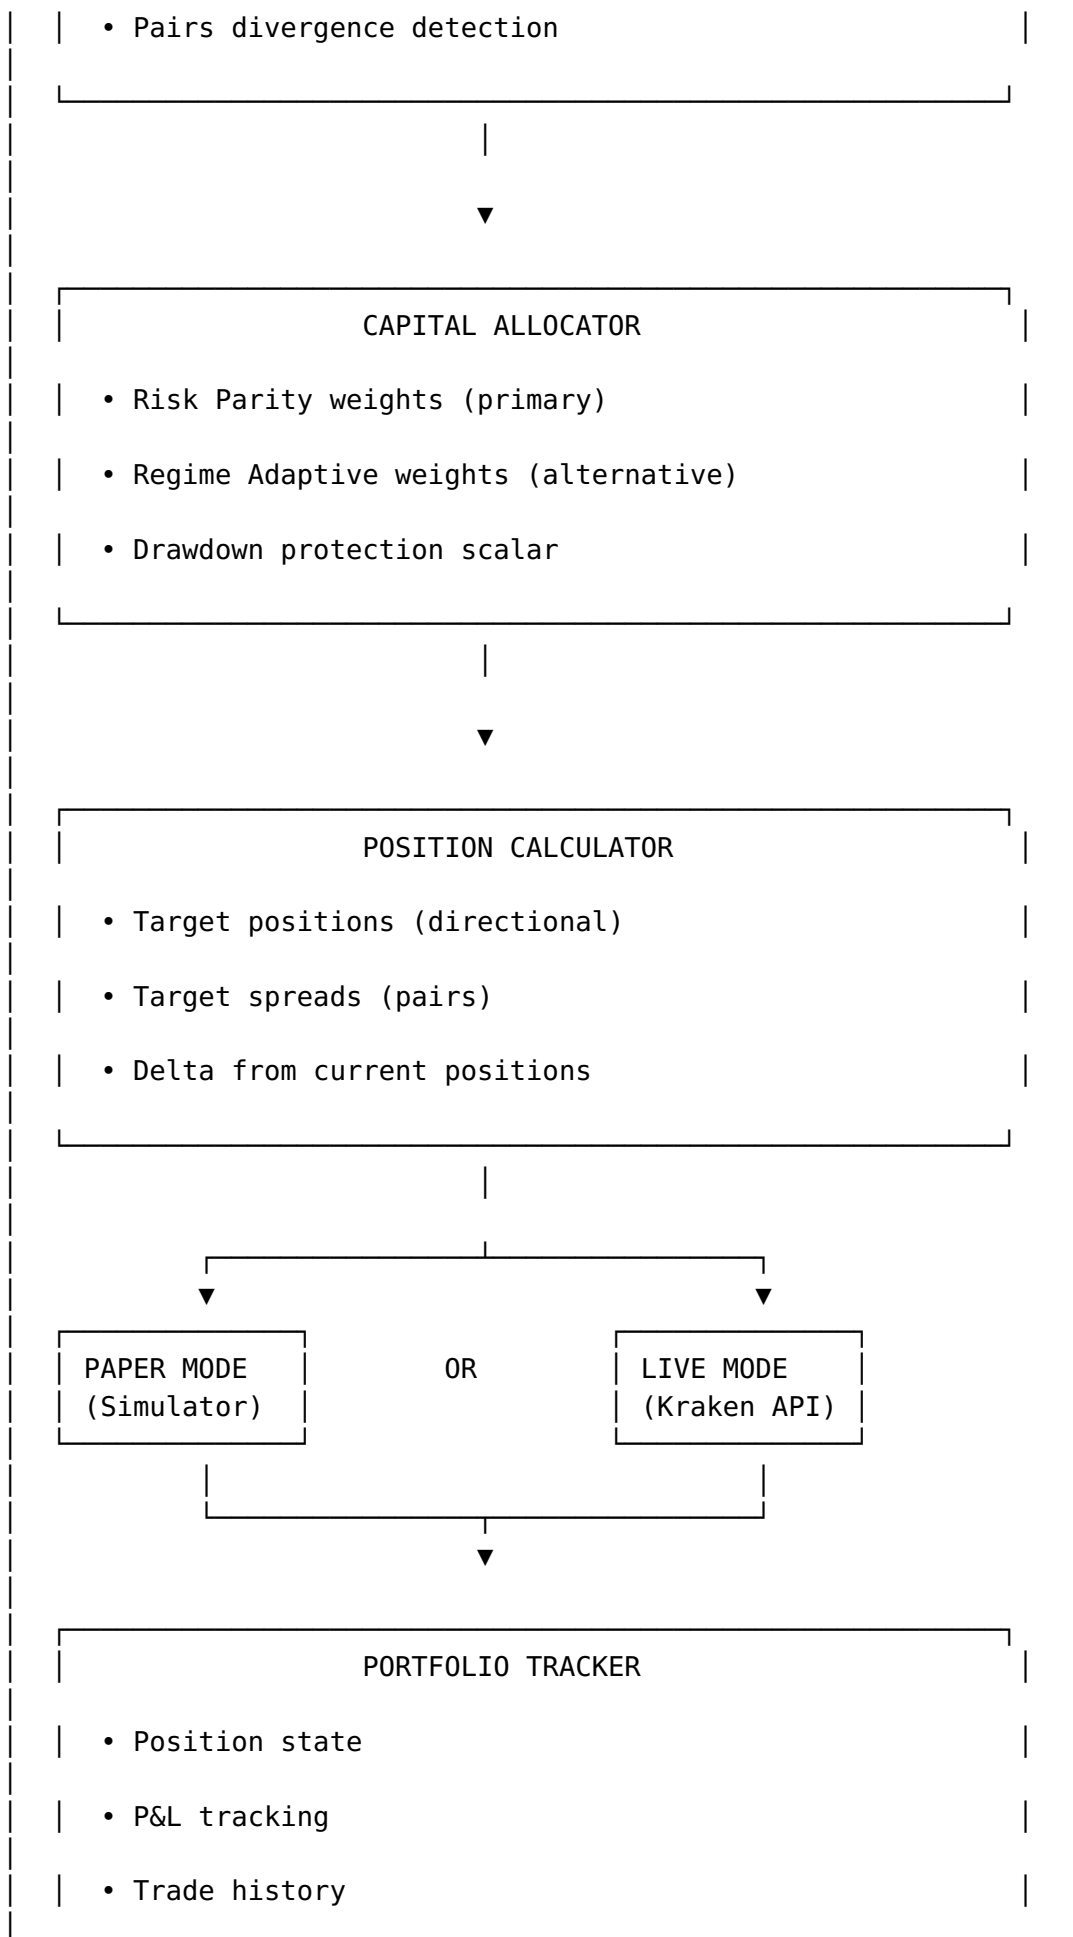 • Pairs divergence detection
▼
CAPITAL ALLOCATOR
• Risk Parity weights (primary)
• Regime Adaptive weights (alternative)
• Drawdown protection scalar
▼
POSITION CALCULATOR
• Target positions (directional)
• Target spreads (pairs)
• Delta from current positions
▼ ▼
PAPER MODE OR LIVE MODE
(Simulator) (Kraken API)
▼
PORTFOLIO TRACKER
• Position state
• P&L tracking
• Trade history